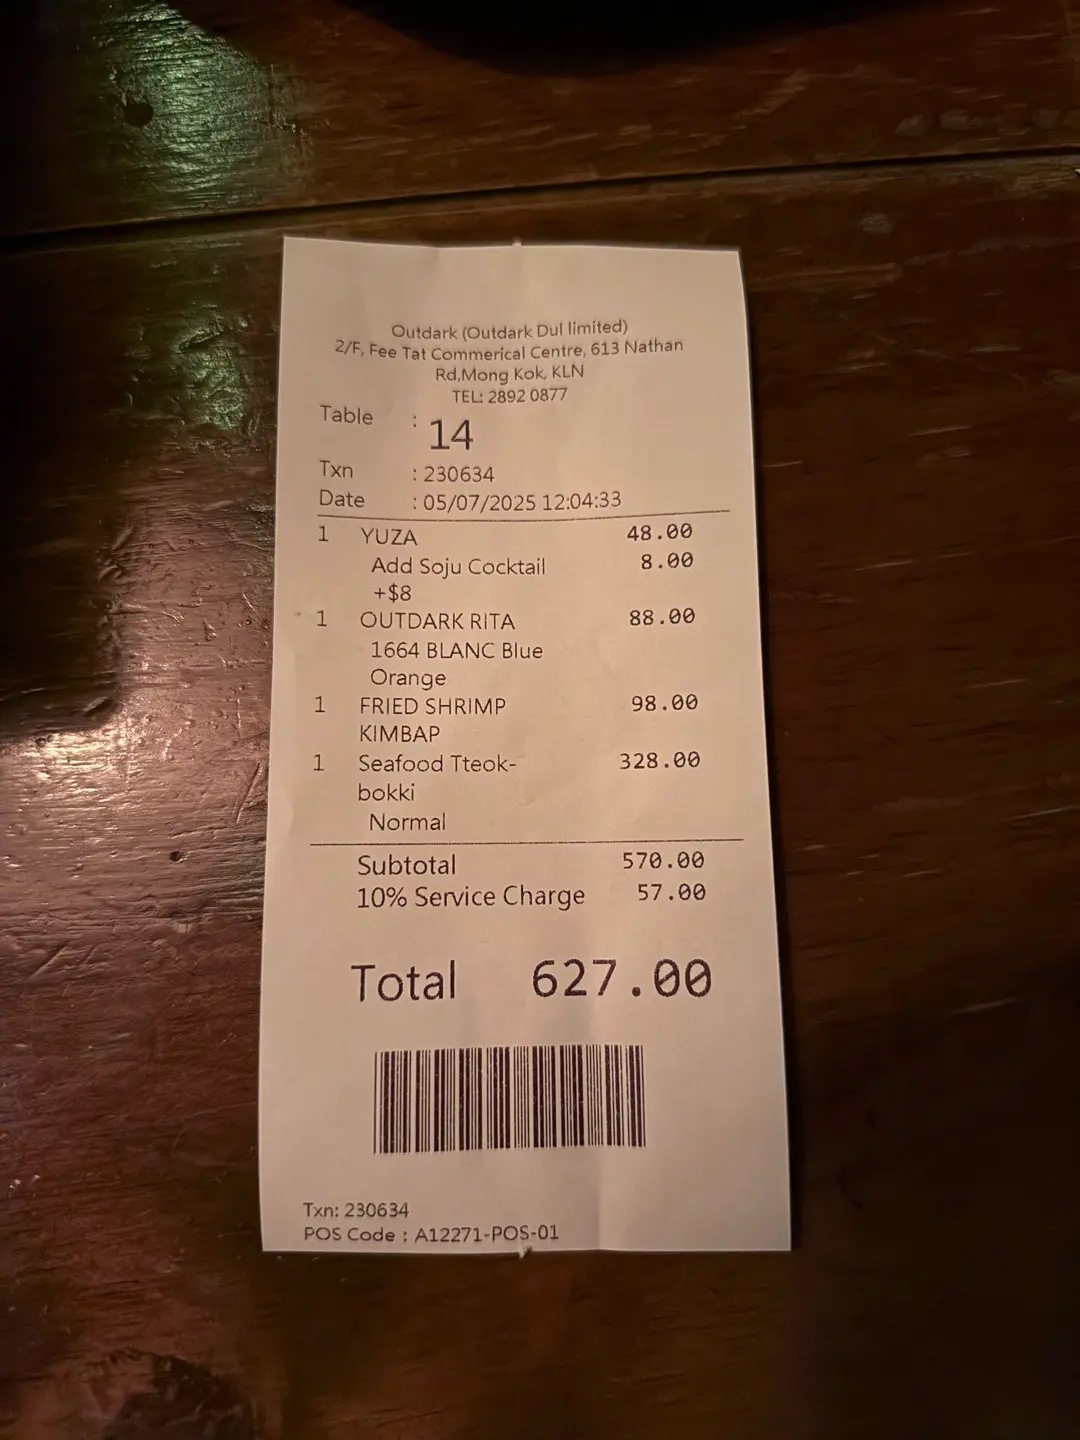 Outdark (Outdark Dul limited)
2/F, Fee Tat Commerical Centre, 613 Nathan
Rd,Mong Kok, KLN
TEL: 2892 0877
Table : 14
Txn : 230634
Date : 05/07/2025 12:04:33
1 YUZA 48.00
Add Soju Cocktail 8.00
+$8
1 OUTDARK RITA 88.00
1664 BLANC Blue
Orange
1 FRIED SHRIMP 98.00
KIMBAP
1 Seafood Tteok- 328.00
bokki
Normal
Subtotal 570.00
10% Service Charge 57.00
Total 627.00
Txn: 230634
POS Code : A12271-POS-01